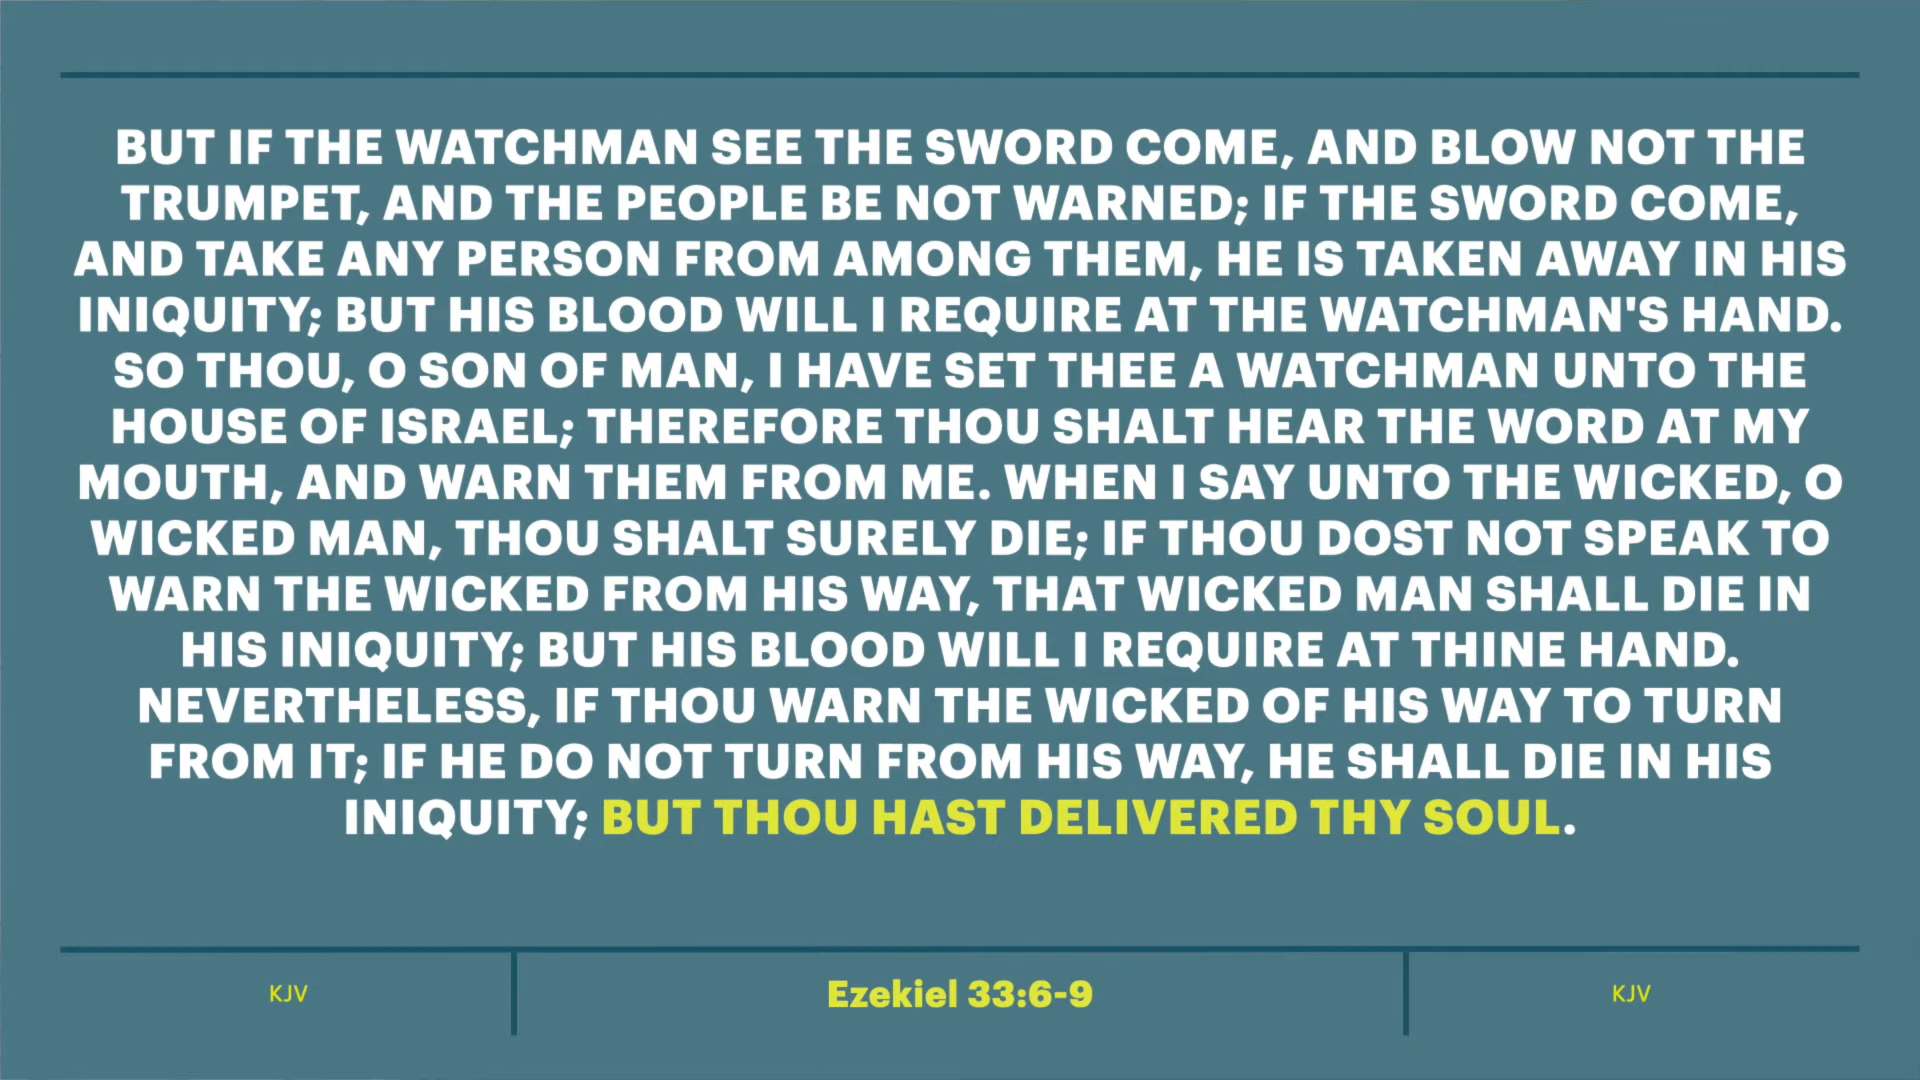 BUT IF THE WATCHMAN SEE THE SWORD COME, AND BLOW NOT THE
TRUMPET, AND THE PEOPLE BE NOT WARNED; IF THE SWORD COME,
AND TAKE ANY PERSON FROM AMONG THEM, HE IS TAKEN AWAY IN HIS
INIQUITY; BUT HIS BLOOD WILL I REQUIRE AT THE WATCHMAN'S HAND.
SO THOU, O SON OF MAN, I HAVE SET THEE A WATCHMAN UNTO THE
HOUSE OF ISRAEL; THEREFORE THOU SHALT HEAR THE WORD AT MY
MOUTH, AND WARN THEM FROM ME. WHEN I SAY UNTO THE WICKED, O
WICKED MAN, THOU SHALT SURELY DIE; IF THOU DOST NOT SPEAK TO
WARN THE WICKED FROM HIS WAY, THAT WICKED MAN SHALL DIE IN
HIS INIQUITY; BUT HIS BLOOD WILL I REQUIRE AT THINE HAND.
NEVERTHELESS, IF THOU WARN THE WICKED OF HIS WAY TO TURN
FROM IT; IF HE DO NOT TURN FROM HIS WAY, HE SHALL DIE IN HIS
INIQUITY; BUT THOU HAST DELIVERED THY SOUL.
KJV
Ezekiel 33:6-9
KJV